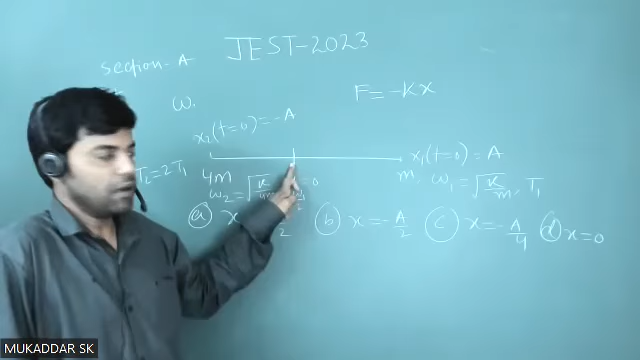 JEST-2023
section-A
ω.
F=-Kx
x₂(t=0)=-A
x₁(t=0)=A
T₂=2T₁
4m
m, ω₁=√K/m, T₁
ω₂=√K/4m
(a) x
(b) x=-A/2
(c) x=-A/4
(d) x=0
MUKADDAR SK